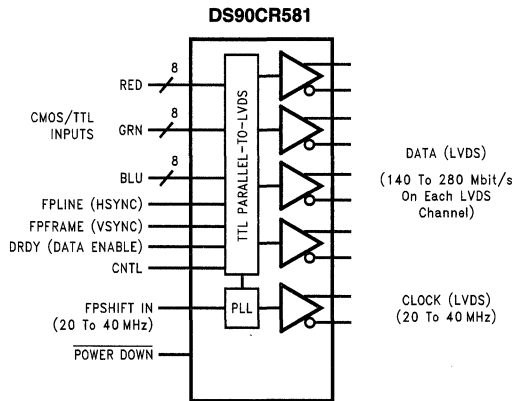 DS90CR581
8
RED
8
CMOS/TTL
INPUTS
GRN
8
BLU
FPLINE (HSYNC)
FPFRAME (VSYNC)
DRDY (DATA ENABLE)
CNTL
FPSHIFT IN
(20 To 40 MHz)
POWER DOWN
TTL PARALLEL-TO-LVDS
PLL
DATA (LVDS)
(140 To 280 Mbit/s
On Each LVDS
Channel)
CLOCK (LVDS)
(20 To 40 MHz)